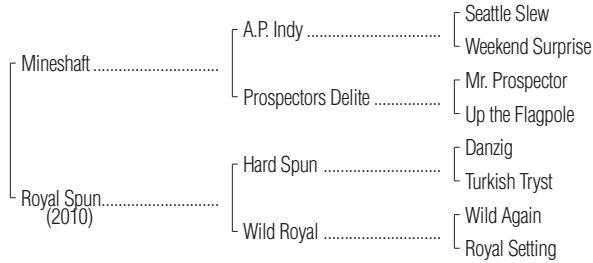 Seattle Slew
A.P. Indy ........................
Weekend Surprise
Mineshaft ......................
Mr. Prospector
Prospectors Delite ............
Up the Flagpole
Danzig
Hard Spun .....................
Turkish Tryst
Royal Spun.....................
(2010)
Wild Again
Wild Royal .....................
Royal Setting